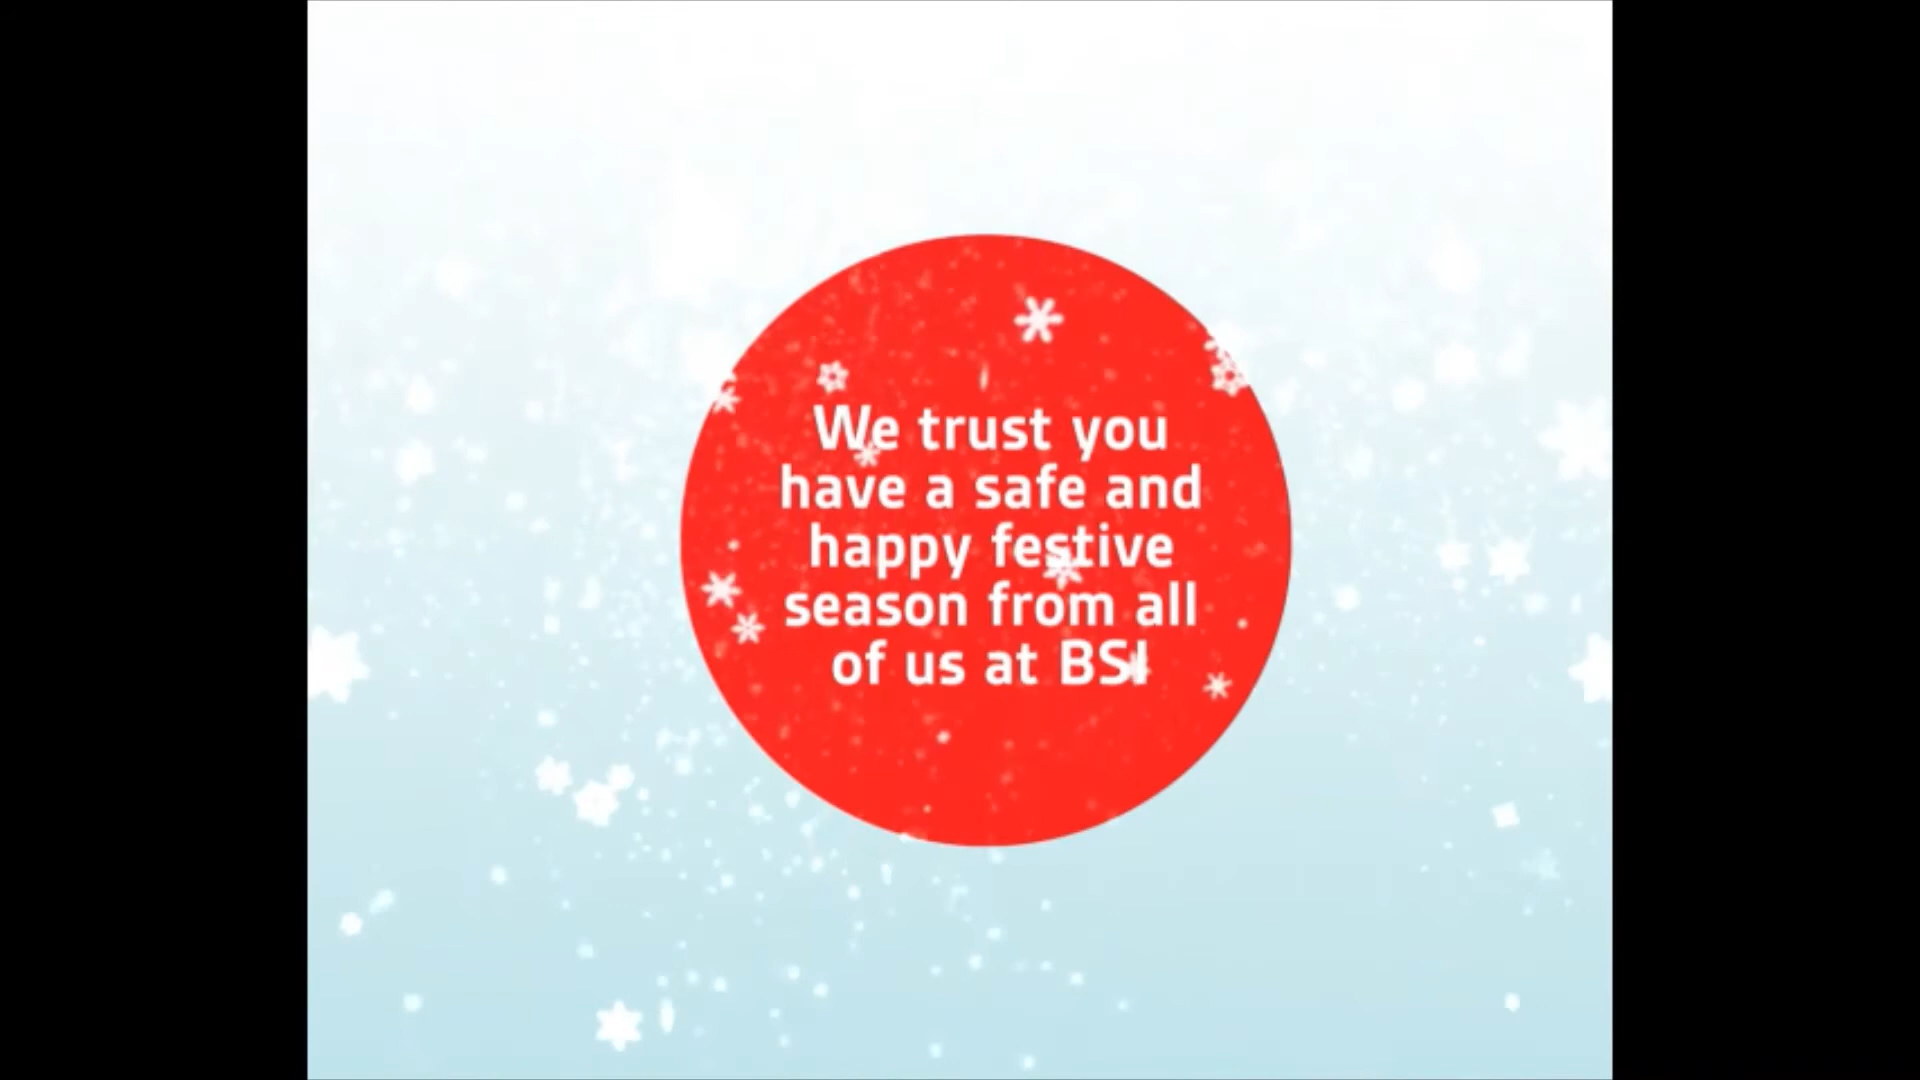 We trust you
have a safe and
happy festive
season from all
of us at BSI